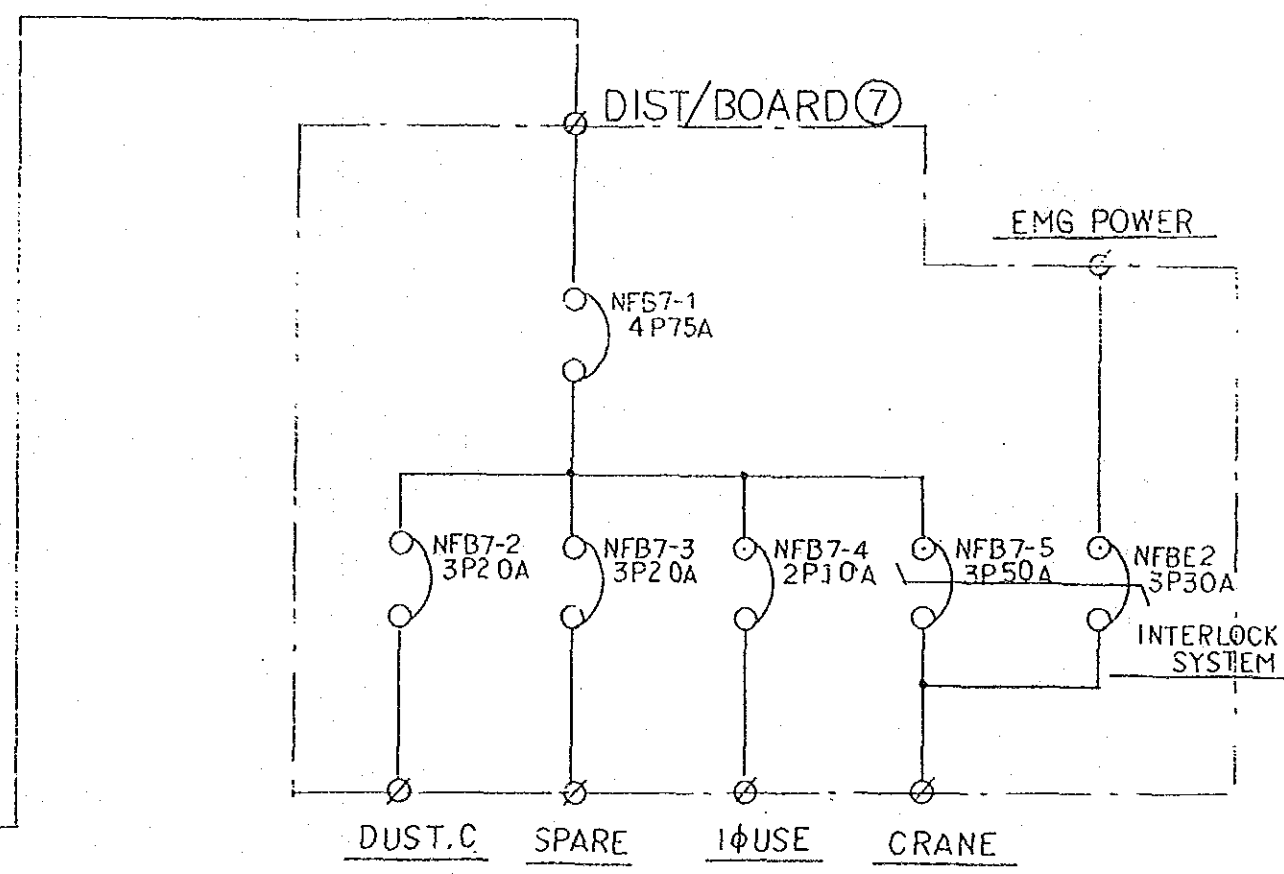 DIST/BOARD⑦
EMG POWER
NFB7-1
4P75A
NFB7-2
3P20A
NFB7-3
3P20A
NFB7-4
2P10A
NFB7-5
3P50A
NFBE2
3P30A
INTERLOCK
SYSTEM
DUST.C
SPARE
1ϕUSE
CRANE